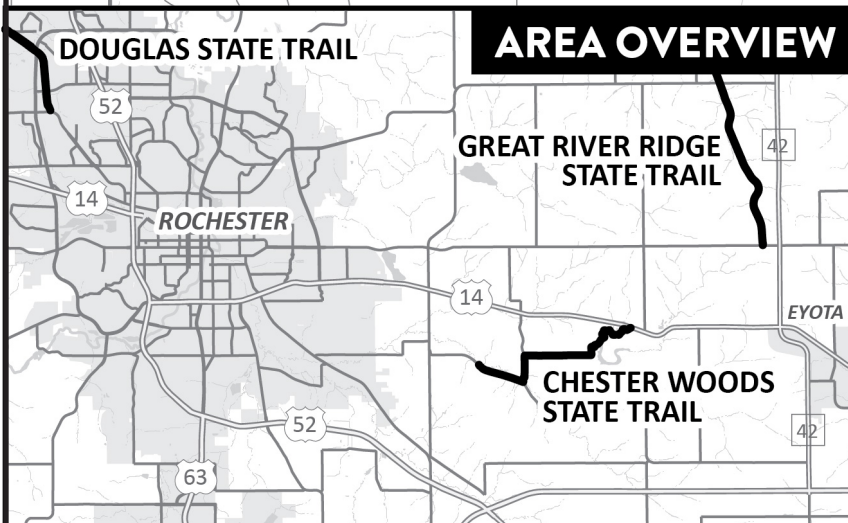 DOUGLAS STATE TRAIL
AREA OVERVIEW
52
GREAT RIVER RIDGE
STATE TRAIL
42
14
ROCHESTER
14
EYOTA
CHESTER WOODS
STATE TRAIL
52
42
63